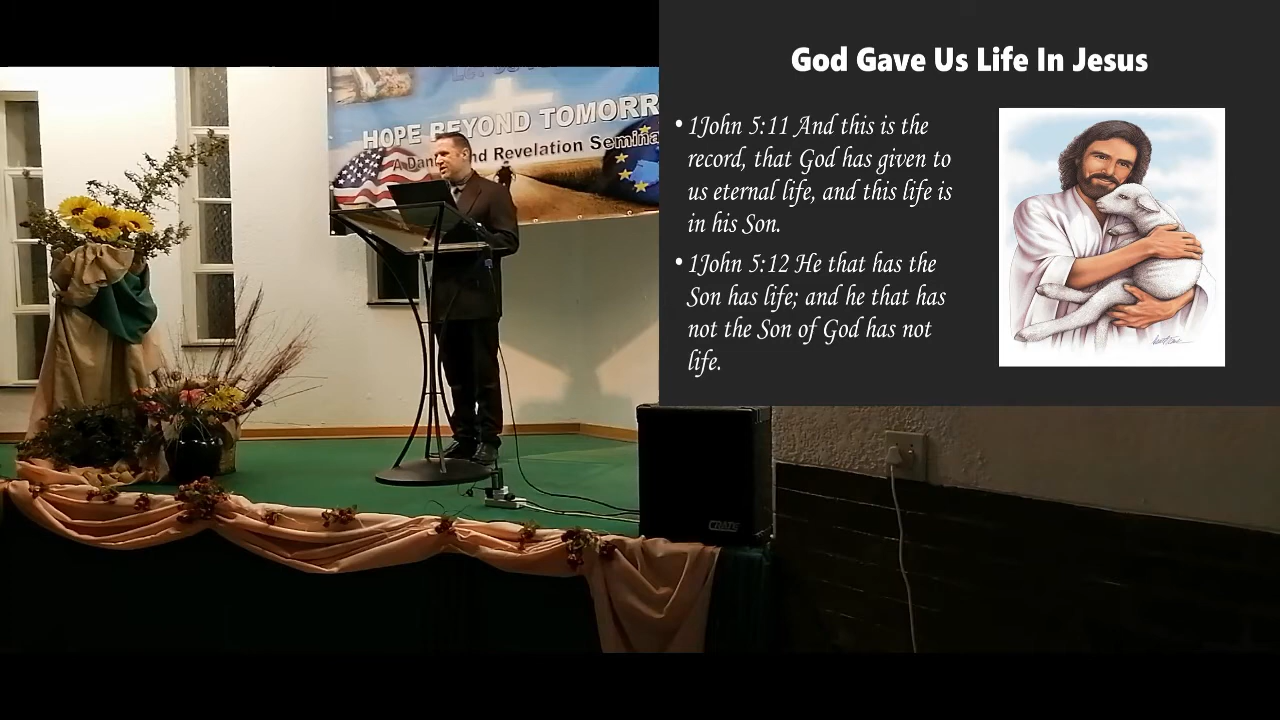 God Gave Us Life In Jesus
• 1John 5:11 And this is the
record, that God has given to
us eternal life, and this life is
in his Son.
• 1John 5:12 He that has the
Son has life; and he that has
not the Son of God has not
life.
HOPE BEYOND TOMORR
A Dan nd Revelation Semina
CRATE